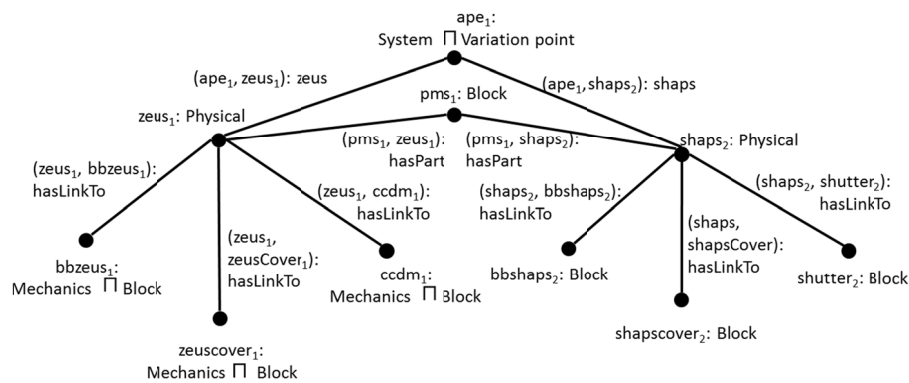 ape₁:
System ⊓ Variation point
(ape₁, zeus₁): zeus
(ape₁,shaps₂): shaps
pms₁: Block
zeus₁: Physical
(pms₁, zeus₁):
hasPart
(pms₁, shaps₂):
hasPart
shaps₂: Physical
(zeus₁, bbzeus₁):
hasLinkTo
(zeus₁, ccdm₁):
hasLinkTo
(shaps₂, bbshaps₂):
hasLinkTo
(shaps₂, shutter₂):
hasLinkTo
(zeus₁,
zeusCover₁):
hasLinkTo
(shaps,
shapsCover):
hasLinkTo
bbzeus₁:
Mechanics ⊓ Block
ccdm₁:
Mechanics ⊓ Block
bbshaps₂: Block
shutter₂: Block
zeuscover₁:
Mechanics ⊓ Block
shapscover₂: Block